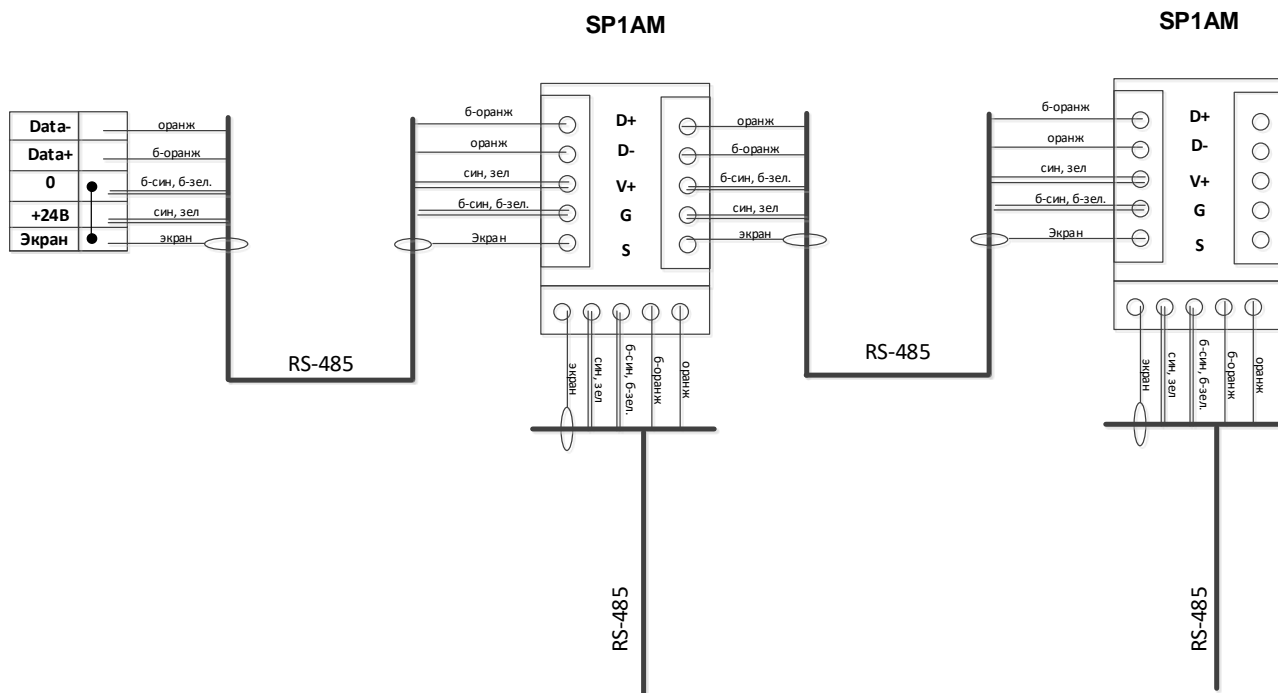 SP1AM
SP1AM
Data-
оранж
Data+
б-оранж
0
б-син, б-зел.
+24В
син, зел
Экран
экран
RS-485
б-оранж
оранж
син, зел
б-син, б-зел.
Экран
D+
D-
V+
G
S
оранж
б-оранж
б-син, б-зел.
син, зел
экран
экран
син, зел
б-син, б-зел.
б-оранж
оранж
RS-485
RS-485
б-оранж
оранж
син, зел
б-син, б-зел.
Экран
D+
D-
V+
G
S
экран
син, зел
б-син, б-зел.
б-оранж
оранж
RS-485